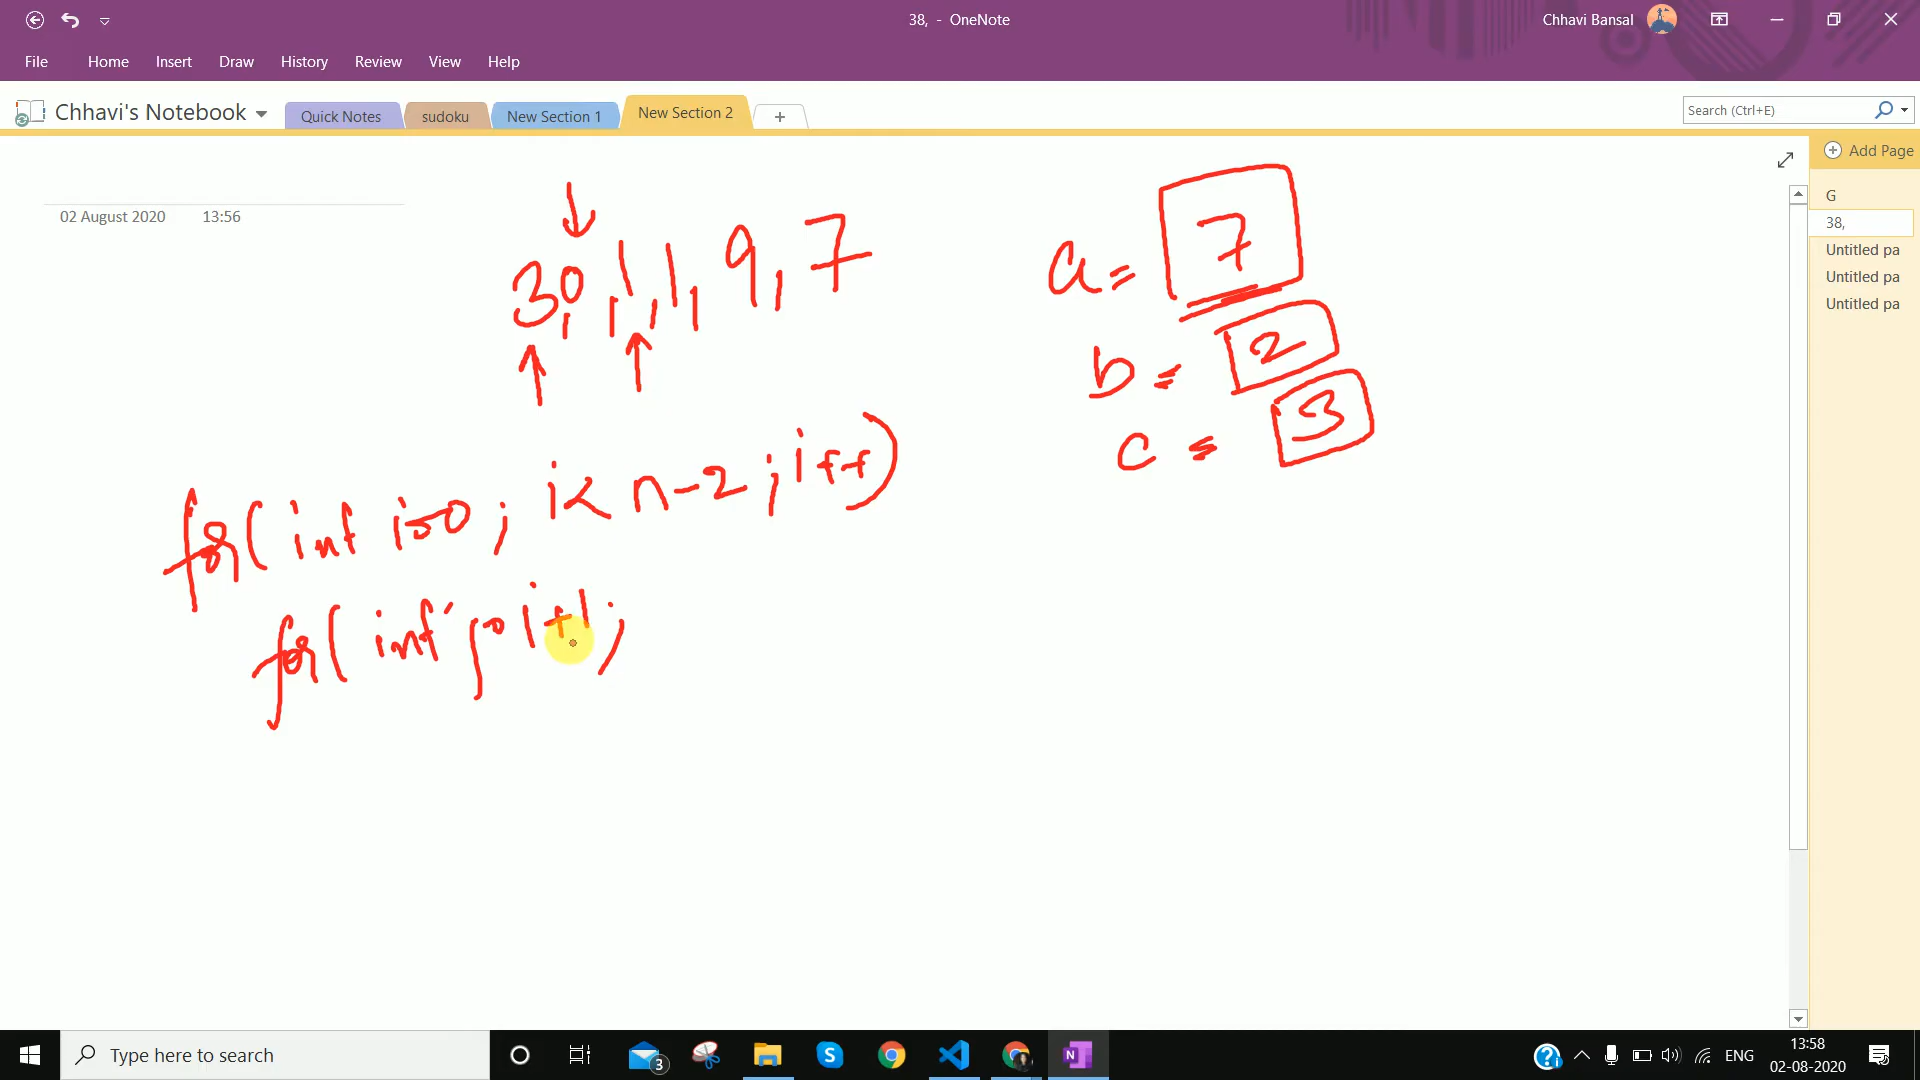 38, - OneNote
Chhavi Bansal
File Home Insert Draw History Review View Help
Chhavi's Notebook
Quick Notes
sudoku
New Section 1
New Section 2
+
Search (Ctrl+E)
Add Page
G
38,
Untitled pa
Untitled pa
Untitled pa
02 August 2020 13:56
30, 1, 1, 9, 7
a = 7
b = 2
c = 3
for( int i=0; i< n-2; i++)
for( int j= i+1;
Type here to search
3
ENG
13:58
02-08-2020